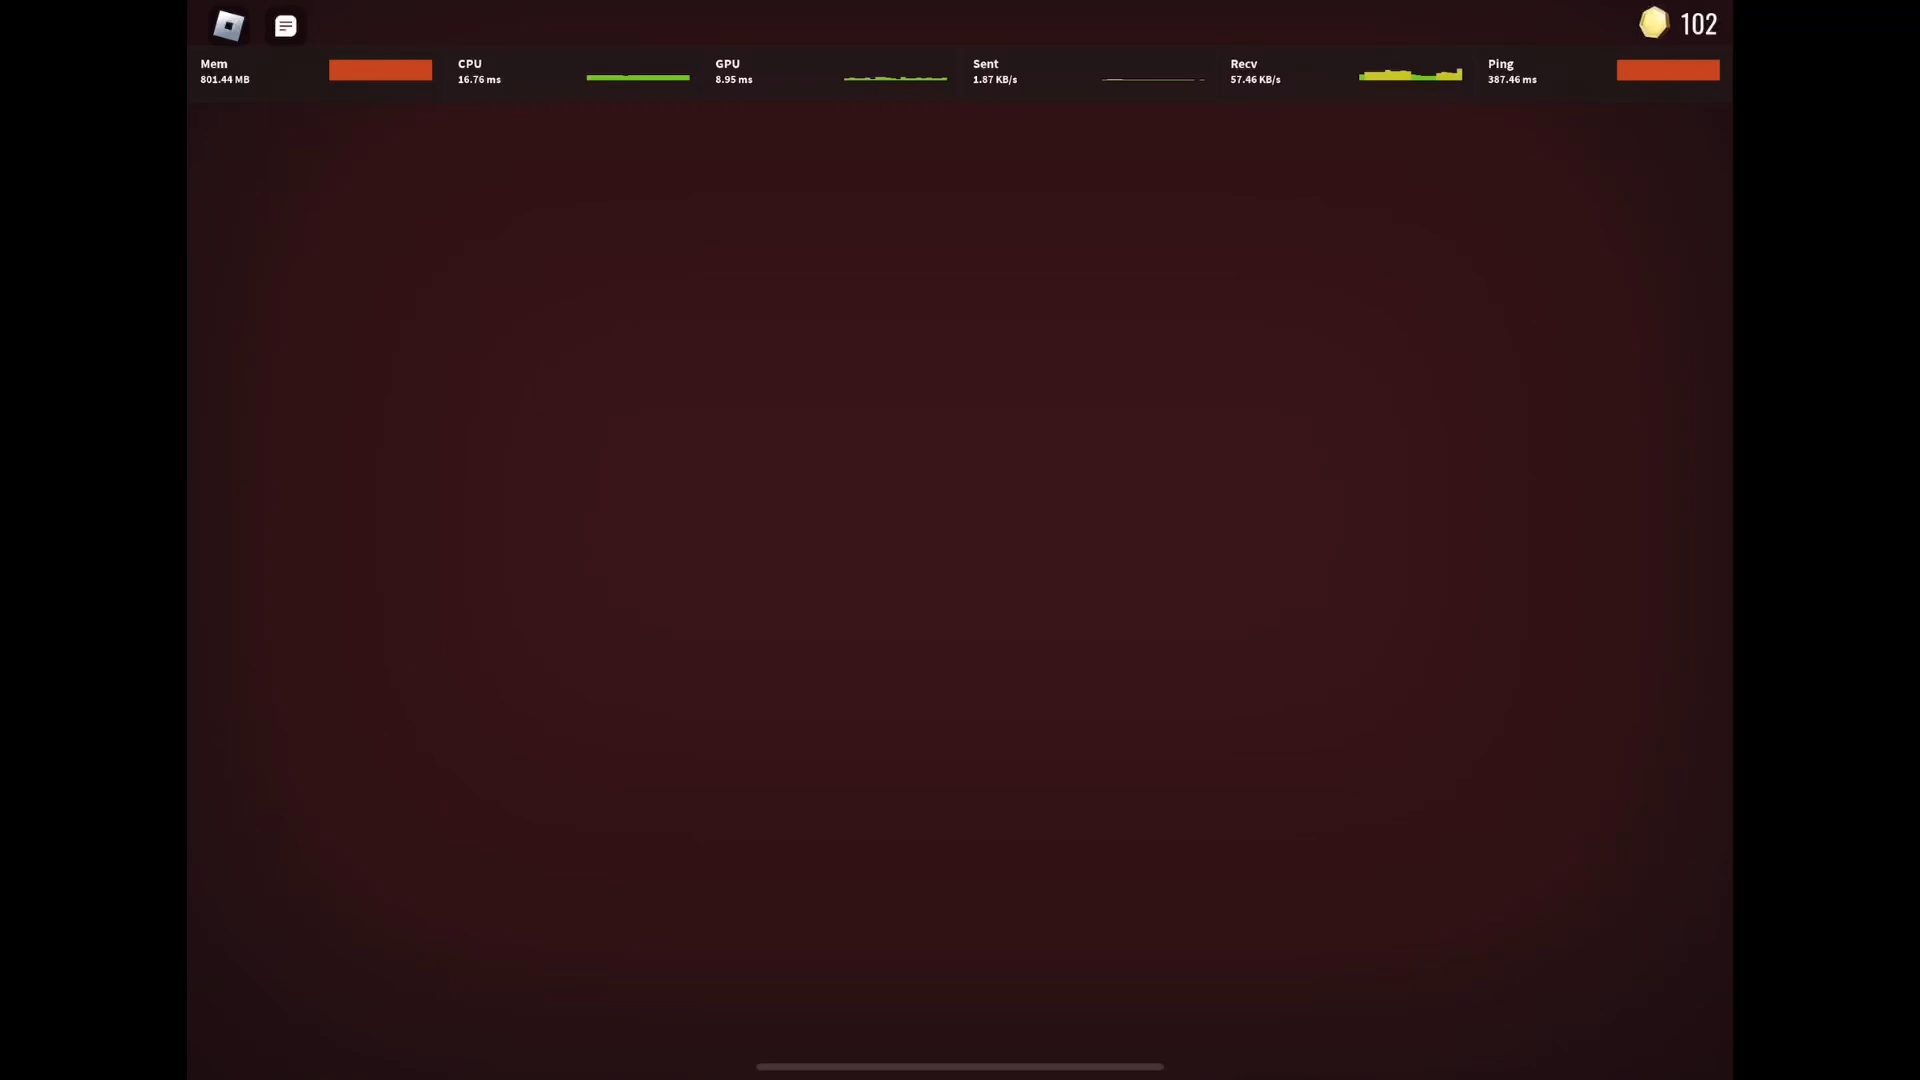 102
Mem
801.44 MB
CPU
16.76 ms
GPU
8.95 ms
Sent
1.87 KB/s
Recv
57.46 KB/s
Ping
387.46 ms